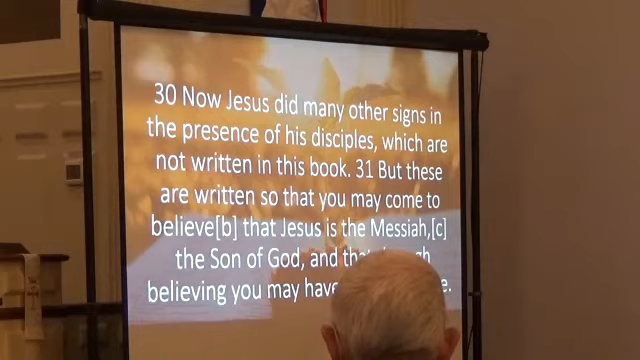 30 Now Jesus did many other signs in
the presence of his disciples, which are
not written in this book. 31 But these
are written so that you may come to
believe[b] that Jesus is the Messiah,[c]
the Son of God, and
believing you may have